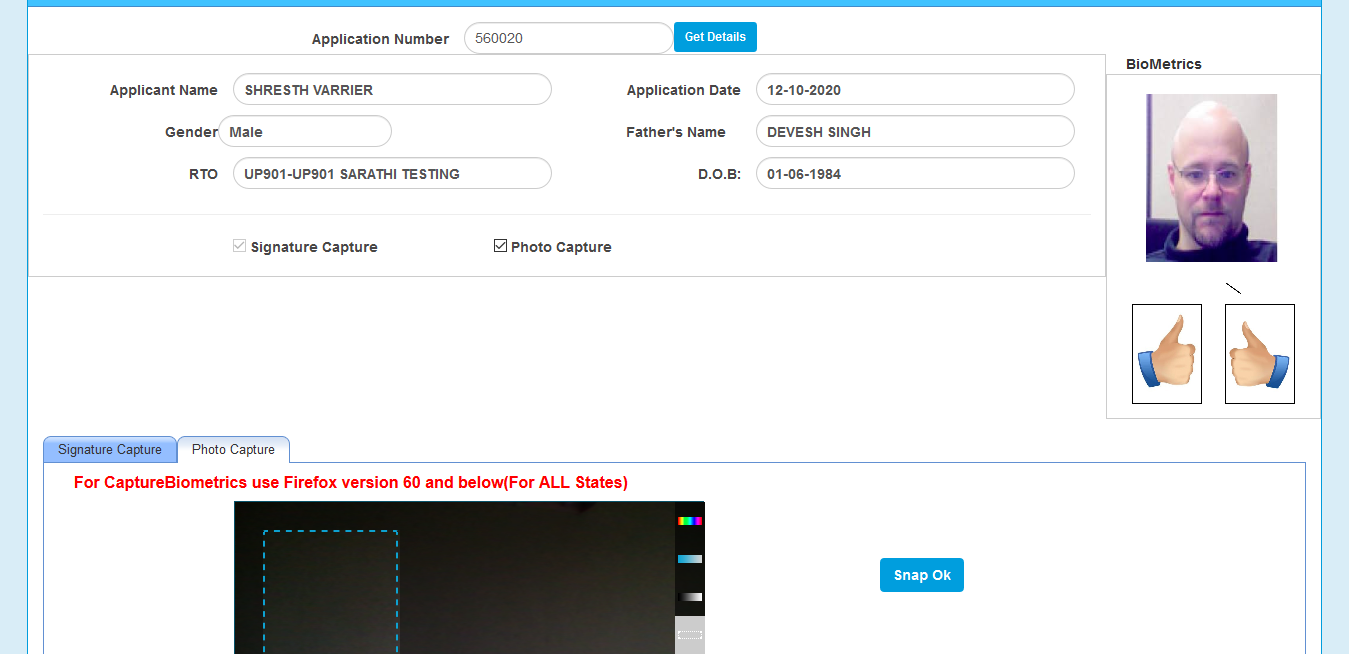 Application Number 560020 Get Details
BioMetrics
Applicant Name SHRESTH VARRIER Application Date 12-10-2020
Gender Male Father's Name DEVESH SINGH
RTO UP901-UP901 SARATHI TESTING D.O.B: 01-06-1984
Signature Capture Photo Capture
Signature Capture Photo Capture
For CaptureBiometrics use Firefox version 60 and below(For ALL States)
Snap Ok